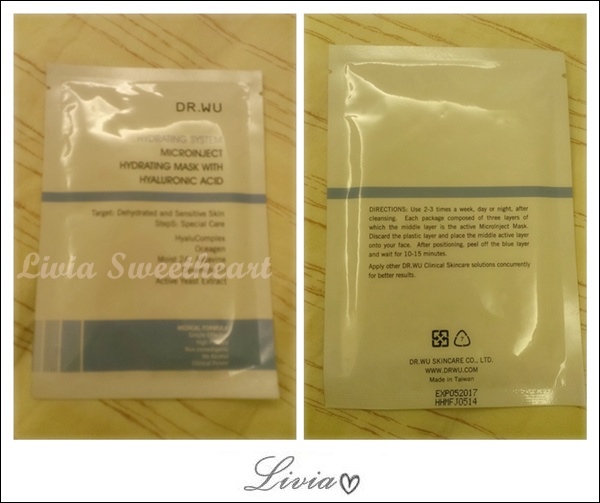 DR.WU
HYDRATING SYSTEM
MICROINJECT
HYDRATING MASK WITH
HYALURONIC ACID
Target: Dehydrated and Sensitive Skin
Step5: Special Care
HyaluComplex
Oceagen
Moist
Active Yeast Extract
MEDICAL FORMULA
Livia Sweetheart
DIRECTIONS: Use 2-3 times a week, day or night, after
cleansing. Each package composed of three layers of
which the middle layer is the active MicroInject Mask.
Discard the plastic layer and place the middle active layer
onto your face. After positioning, peel off the blue layer
and wait for 10-15 minutes.
Apply other DR.WU Clinical Skincare solutions concurrently
for better results.
DR.WU SKINCARE CO., LTD.
WWW.DRWU.COM
Made in Taiwan
EXP052017
HHMFJ0514
Livia